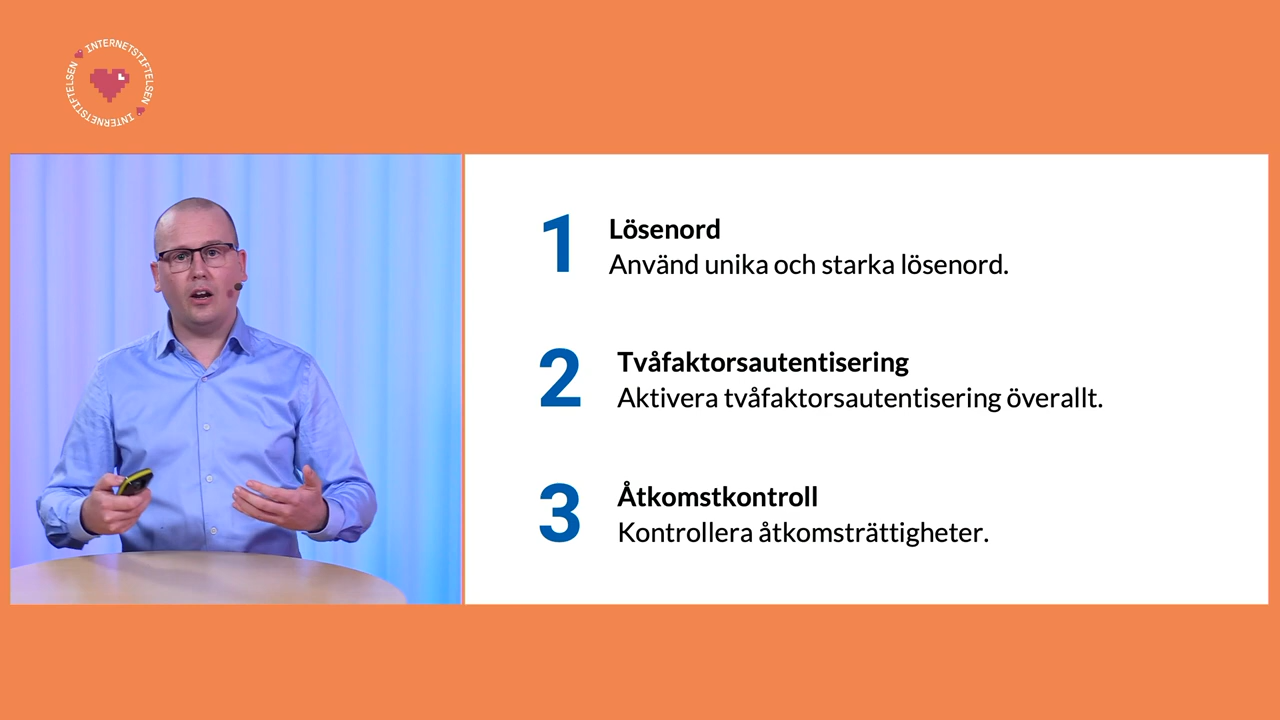 INTERNETSTIFTELSEN
INTERNETSTIFTELSEN
1
Lösenord
Använd unika och starka lösenord.
2
Tvåfaktorsautentisering
Aktivera tvåfaktorsautentisering överallt.
3
Åtkomstkontroll
Kontrollera åtkomsträttigheter.